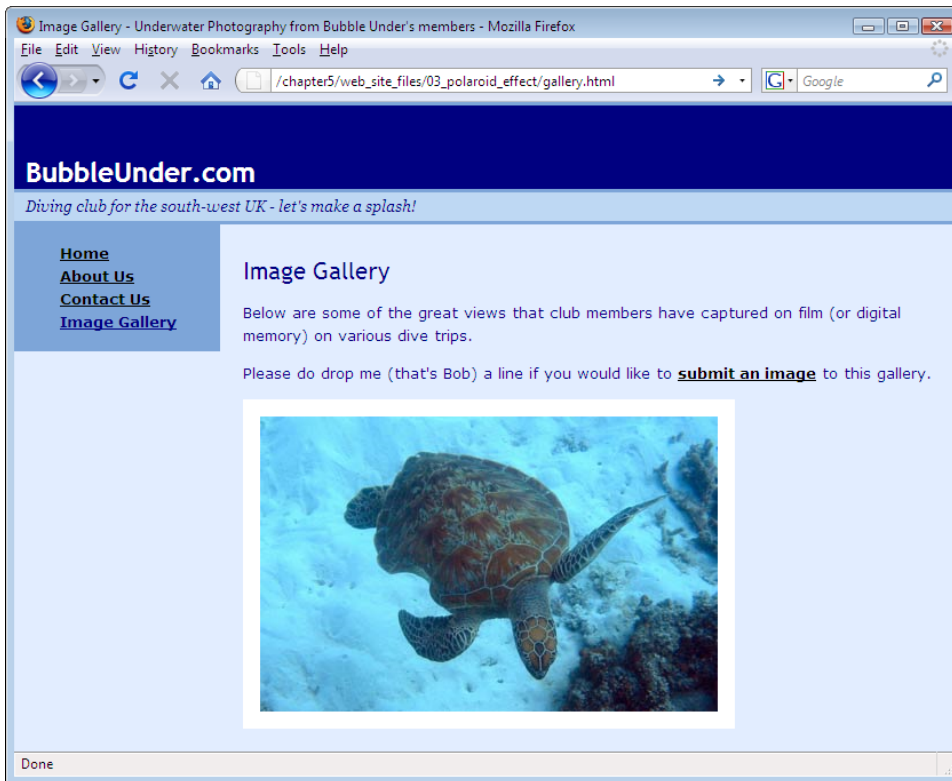 Image Gallery - Underwater Photography from Bubble Under's members - Mozilla Firefox
File Edit View History Bookmarks Tools Help
/chapter5/web_site_files/03_polaroid_effect/gallery.html
G Google
BubbleUnder.com
Diving club for the south-west UK - let's make a splash!
Home
About Us
Contact Us
Image Gallery
Image Gallery
Below are some of the great views that club members have captured on film (or digital
memory) on various dive trips.
Please do drop me (that's Bob) a line if you would like to submit an image to this gallery.
Done